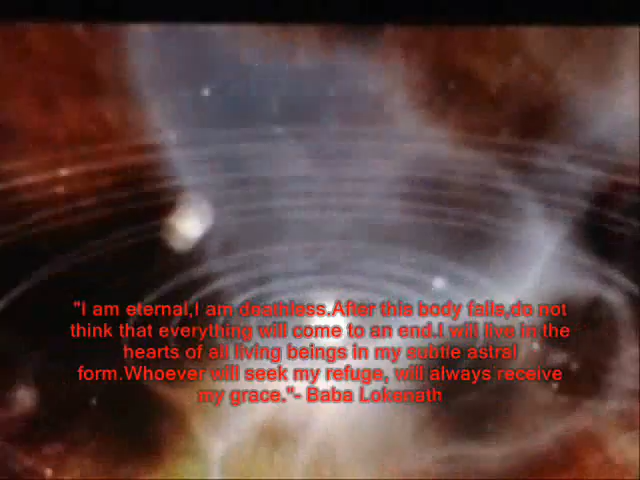 "I am eternal,I am deathless.After this body falls,do not
think that everything will come to an end.I will live in the
hearts of all living beings in my subtle astral
form.Whoever will seek my refuge, will always receive
my grace."- Baba Lokenath